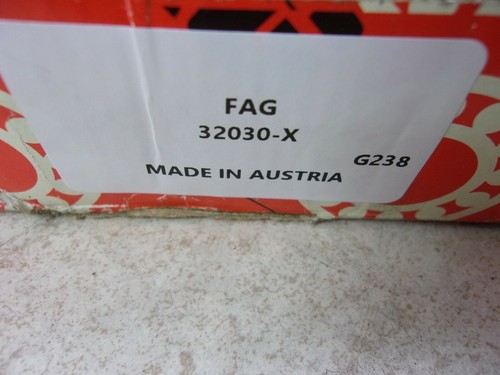 FAG
32030-X
G238
MADE IN AUSTRIA